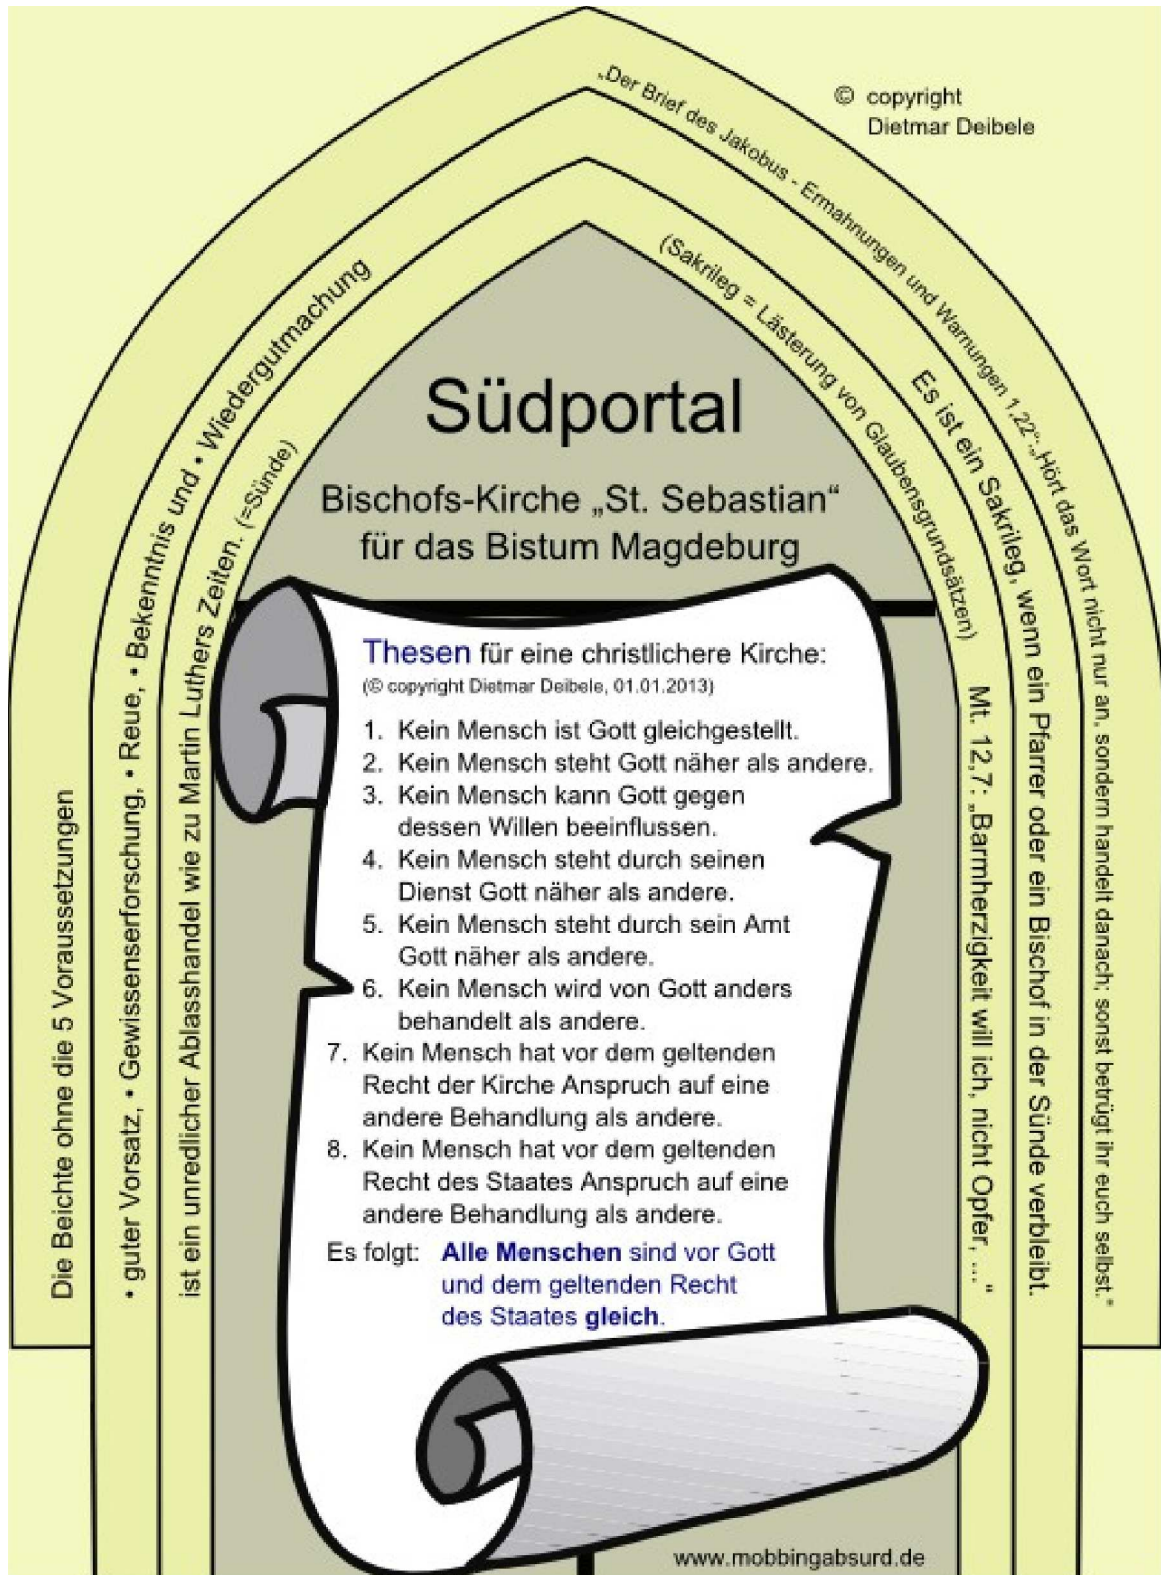 © copyright
Dietmar Deibele
„Der Brief des Jakobus - Ermahnungen und Warnungen 1,22“: „Hört das Wort nicht nur an, sondern handelt danach; sonst betrügt ihr euch selbst.“
Es ist ein Sakrileg, wenn ein Pfarrer oder ein Bischof in der Sünde verbleibt.
(Sakrileg = Lästerung von Glaubensgrundsätzen)
Mt. 12,7: „Barmherzigkeit will ich, nicht Opfer, ...“
Die Beichte ohne die 5 Voraussetzungen
• guter Vorsatz, • Gewissenserforschung, • Reue, • Bekenntnis und • Wiedergutmachung
ist ein unredlicher Ablasshandel wie zu Martin Luthers Zeiten. (=Sünde)
Südportal
Bischofs-Kirche „St. Sebastian“
für das Bistum Magdeburg
Thesen für eine christlichere Kirche:
(© copyright Dietmar Deibele, 01.01.2013)
1. Kein Mensch ist Gott gleichgestellt.
2. Kein Mensch steht Gott näher als andere.
3. Kein Mensch kann Gott gegen
dessen Willen beeinflussen.
4. Kein Mensch steht durch seinen
Dienst Gott näher als andere.
5. Kein Mensch steht durch sein Amt
Gott näher als andere.
6. Kein Mensch wird von Gott anders
behandelt als andere.
7. Kein Mensch hat vor dem geltenden
Recht der Kirche Anspruch auf eine
andere Behandlung als andere.
8. Kein Mensch hat vor dem geltenden
Recht des Staates Anspruch auf eine
andere Behandlung als andere.
Es folgt: Alle Menschen sind vor Gott
und dem geltenden Recht
des Staates gleich.
www.mobbingabsurd.de